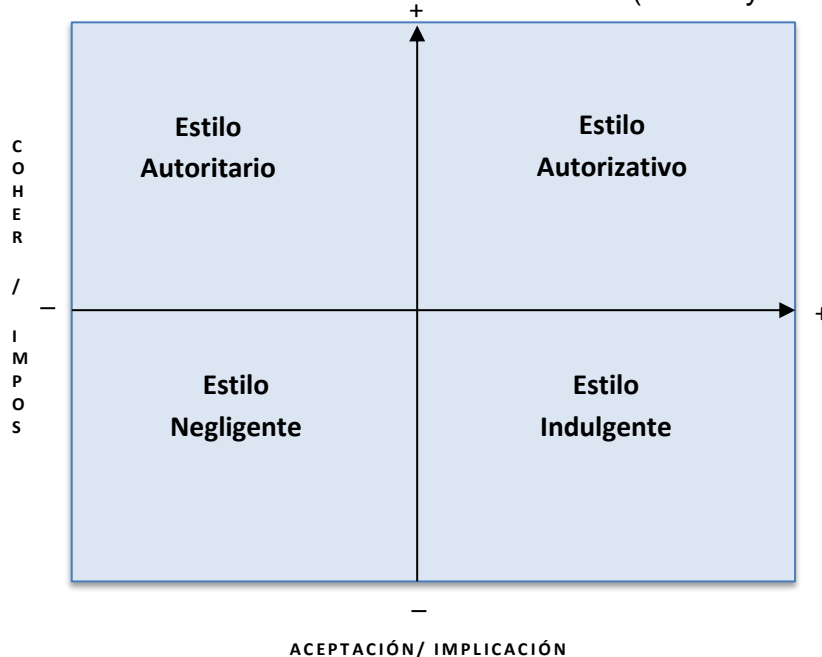 +
Estilo
Autoritario
Estilo
Autorizativo
C
O
H
E
R
/
I
M
P
O
S
–
+
Estilo
Negligente
Estilo
Indulgente
–
ACEPTACIÓN/ IMPLICACIÓN